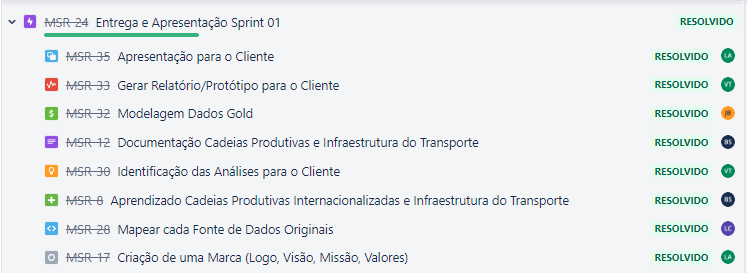 MSR-24 Entrega e Apresentação Sprint 01 RESOLVIDO
MSR-35 Apresentação para o Cliente RESOLVIDO LA
MSR-33 Gerar Relatório/Protótipo para o Cliente RESOLVIDO VT
MSR-32 Modelagem Dados Gold RESOLVIDO JB
MSR-12 Documentação Cadeias Produtivas e Infraestrutura do Transporte RESOLVIDO BS
MSR-30 Identificação das Análises para o Cliente RESOLVIDO VT
MSR-8 Aprendizado Cadeias Produtivas Internacionalizadas e Infraestrutura do Transporte RESOLVIDO BS
MSR-28 Mapear cada Fonte de Dados Originais RESOLVIDO LC
MSR-17 Criação de uma Marca (Logo, Visão, Missão, Valores) RESOLVIDO LA